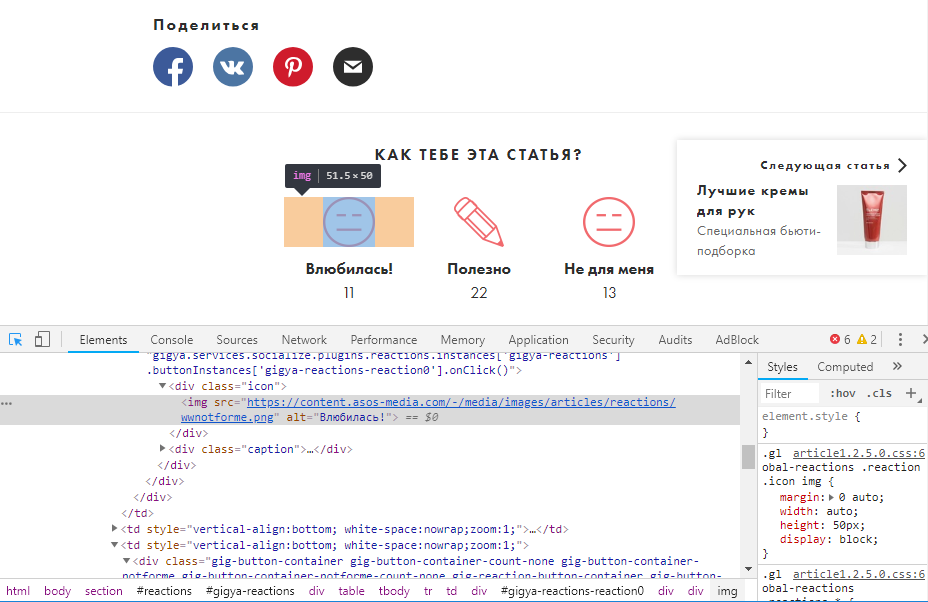 Поделиться
КАК ТЕБЕ ЭТА СТАТЬЯ?
img 51.5 × 50
Влюбилась!
11
Полезно
22
Не для меня
13
Следующая статья
Лучшие кремы
для рук
Специальная бьюти-
подборка
Elements Console Sources Network Performance Memory Application Security Audits AdBlock 6 2
"gigya.services.socialize.plugins.reactions.instances['gigya-reactions']
.buttonInstances['gigya-reactions-reaction0'].onClick()">
<div class="icon">
<img src="https://content.asos-media.com/-/media/images/articles/reactions/
wwnotforme.png" alt="Влюбилась!"> == $0
</div>
<div class="caption">…</div>
</div>
</div>
</div>
</td>
<td style="vertical-align:bottom; white-space:nowrap;zoom:1;">…</td>
<td style="vertical-align:bottom; white-space:nowrap;zoom:1;">
<div class="gig-button-container gig-button-container-count-none gig-button-container-
notforme gig-button-container-notforme-count-none gig-reaction-button-container gig-button-
html body section #reactions #gigya-reactions div table tbody tr td div #gigya-reactions-reaction0 div div img
Styles Computed »
Filter :hov .cls +
element.style {
}
.gl article1.2.5.0.css:6
obal-reactions .reaction
.icon img {
margin: 0 auto;
width: auto;
height: 50px;
display: block;
}
.gl article1.2.5.0.css:6
obal-reactions